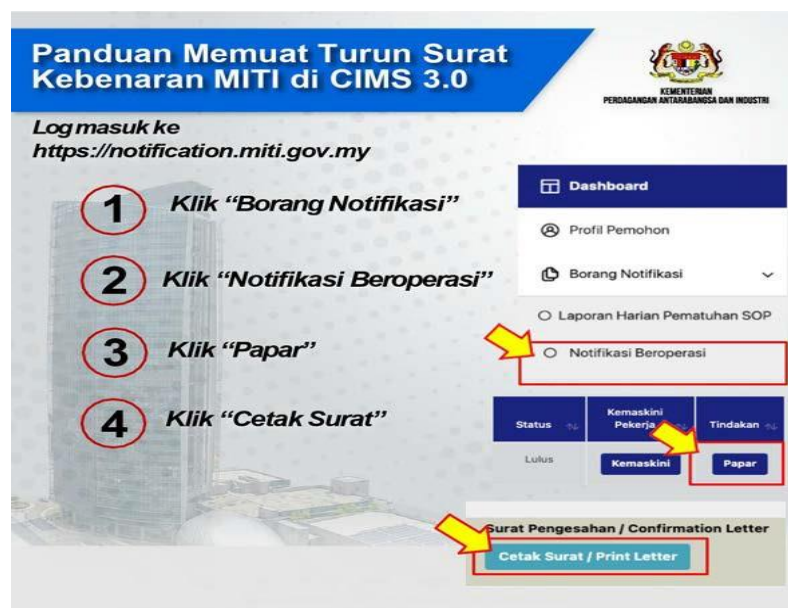 Panduan Memuat Turun Surat
Kebenaran MITI di CIMS 3.0
KEMENTERIAN
PERDAGANGAN ANTARABANGSA DAN INDUSTRI
Log masuk ke
https://notification.miti.gov.my
1 Klik “Borang Notifikasi”
2 Klik “Notifikasi Beroperasi”
3 Klik “Papar”
4 Klik “Cetak Surat”
Dashboard
Profil Pemohon
Borang Notifikasi
Laporan Harian Pematuhan SOP
Notifikasi Beroperasi
Status Kemaskini Pekerja Tindakan
Lulus Kemaskini Papar
Surat Pengesahan / Confirmation Letter
Cetak Surat / Print Letter